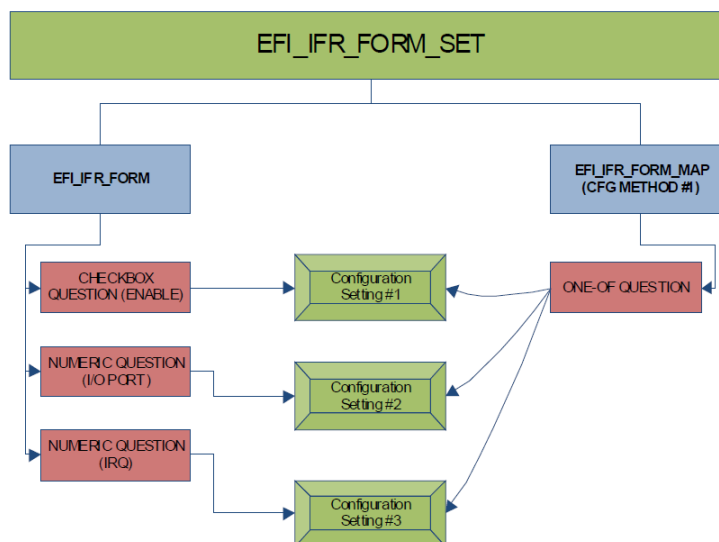 EFI_IFR_FORM_SET
EFI_IFR_FORM
EFI_IFR_FORM_MAP
(CFG METHOD #1)
CHECKBOX
QUESTION (ENABLE)
Configuration
Setting #1
ONE-OF QUESTION
NUMERIC QUESTION
(I/O PORT)
Configuration
Setting #2
NUMERIC QUESTION
(IRQ)
Configuration
Setting #3